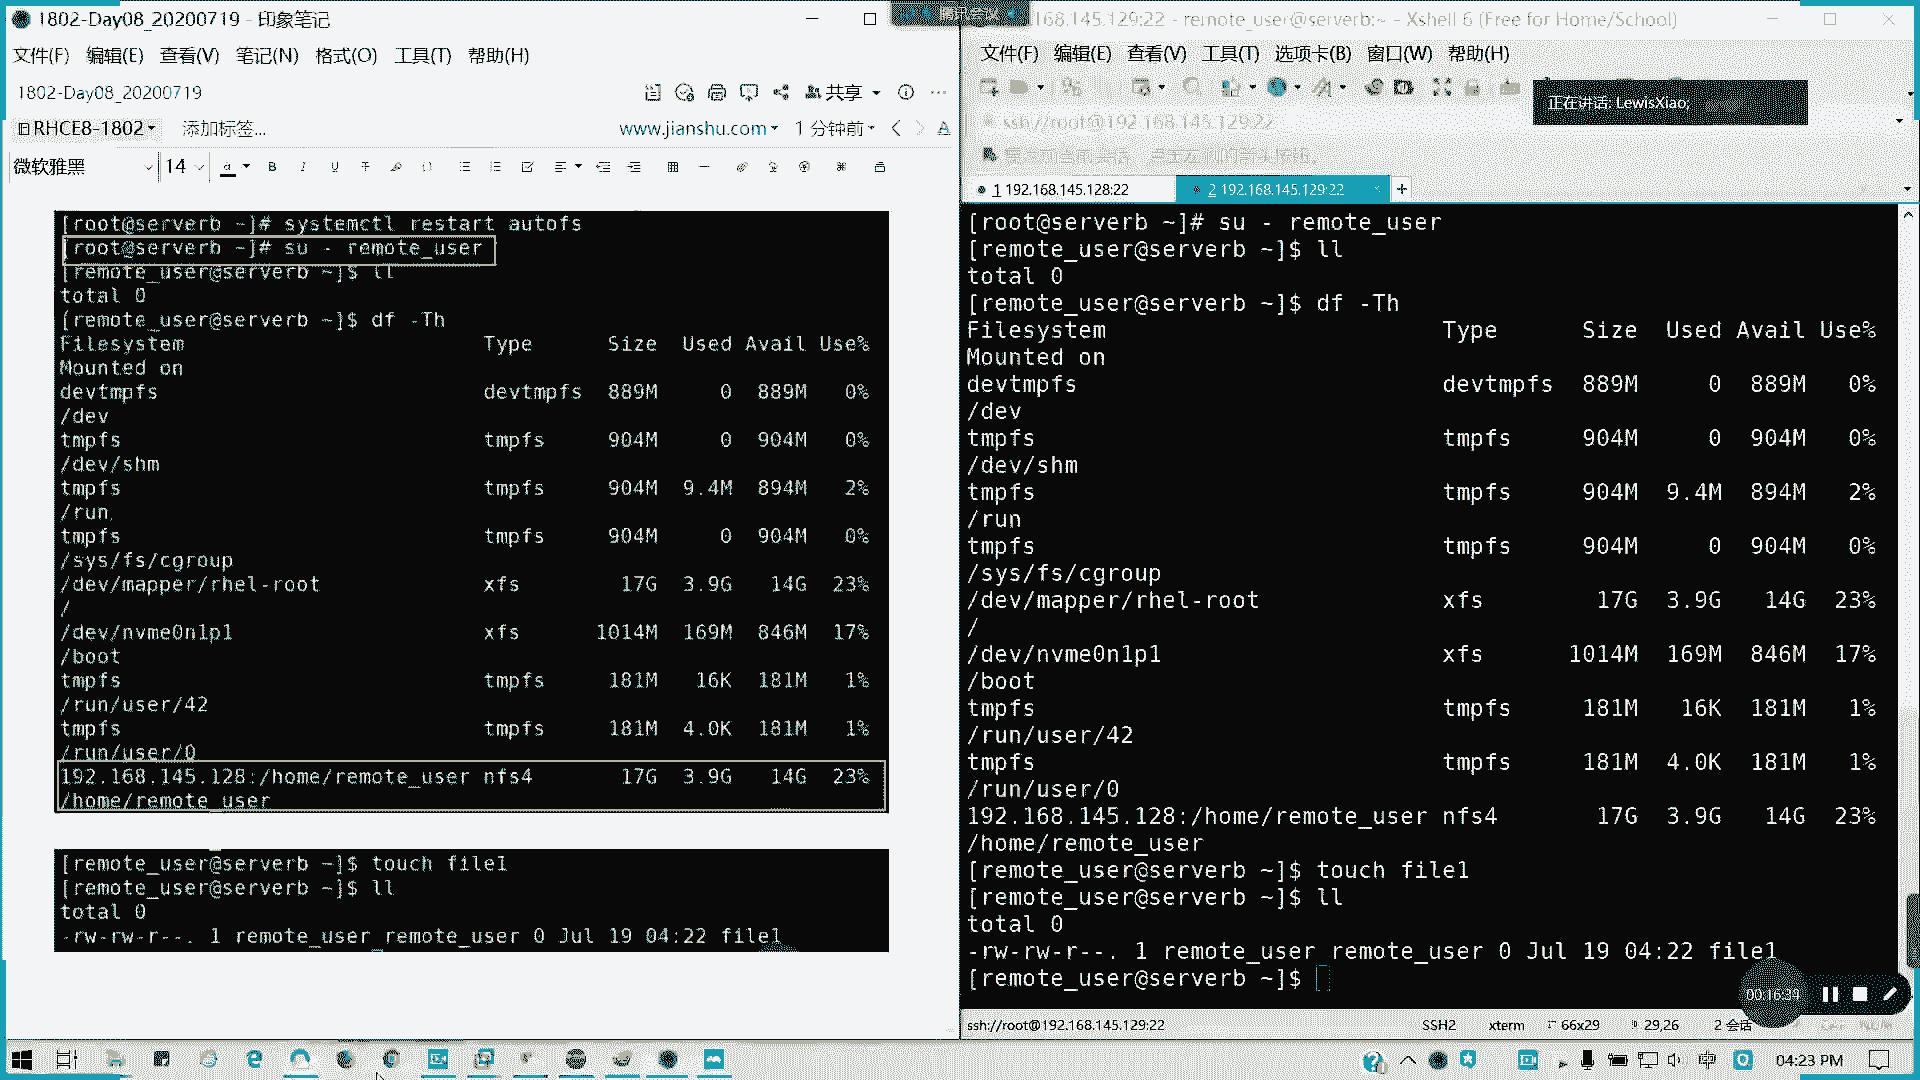 1802-Day08_20200719 - 印象笔记
文件(F) 编辑(E) 查看(V) 笔记(N) 格式(O) 工具(T) 帮助(H)
1802-Day08_20200719
共享
RHCE8-1802
添加标签...
www.jianshu.com
1 分钟前
微软雅黑
14
[root@serverb ~]# systemctl restart autofs
[root@serverb ~]# su - remote_user
[remote_user@serverb ~]$ ll
total 0
[remote_user@serverb ~]$ df -Th
Filesystem Type Size Used Avail Use%
Mounted on
devtmpfs devtmpfs 889M 0 889M 0%
/dev
tmpfs tmpfs 904M 0 904M 0%
/dev/shm
tmpfs tmpfs 904M 9.4M 894M 2%
/run
tmpfs tmpfs 904M 0 904M 0%
/sys/fs/cgroup
/dev/mapper/rhel-root xfs 17G 3.9G 14G 23%
/
/dev/nvme0n1p1 xfs 1014M 169M 846M 17%
/boot
tmpfs tmpfs 181M 16K 181M 1%
/run/user/42
tmpfs tmpfs 181M 4.0K 181M 1%
/run/user/0
192.168.145.128:/home/remote_user nfs4 17G 3.9G 14G 23%
/home/remote_user
[remote_user@serverb ~]$ touch file1
[remote_user@serverb ~]$ ll
total 0
-rw-rw-r--. 1 remote_user remote_user 0 Jul 19 04:22 file1
腾讯会议
168.145.129:22 - remote_user@serverb:~ - Xshell 6 (Free for Home/School)
文件(F) 编辑(E) 查看(V) 工具(T) 选项卡(B) 窗口(W) 帮助(H)
正在讲话: LewisXiao;
ssh://root@192.168.145.129:22
1 192.168.145.128:22
2 192.168.145.129:22
[root@serverb ~]# su - remote_user
[remote_user@serverb ~]$ ll
total 0
[remote_user@serverb ~]$ df -Th
Filesystem Type Size Used Avail Use%
Mounted on
devtmpfs devtmpfs 889M 0 889M 0%
/dev
tmpfs tmpfs 904M 0 904M 0%
/dev/shm
tmpfs tmpfs 904M 9.4M 894M 2%
/run
tmpfs tmpfs 904M 0 904M 0%
/sys/fs/cgroup
/dev/mapper/rhel-root xfs 17G 3.9G 14G 23%
/
/dev/nvme0n1p1 xfs 1014M 169M 846M 17%
/boot
tmpfs tmpfs 181M 16K 181M 1%
/run/user/42
tmpfs tmpfs 181M 4.0K 181M 1%
/run/user/0
192.168.145.128:/home/remote_user nfs4 17G 3.9G 14G 23%
/home/remote_user
[remote_user@serverb ~]$ touch file1
[remote_user@serverb ~]$ ll
total 0
-rw-rw-r--. 1 remote_user remote_user 0 Jul 19 04:22 file1
[remote_user@serverb ~]$
00:16:39
ssh://root@192.168.145.129:22 SSH2 xterm 66x29 29,26 2 会话
中
04:23 PM